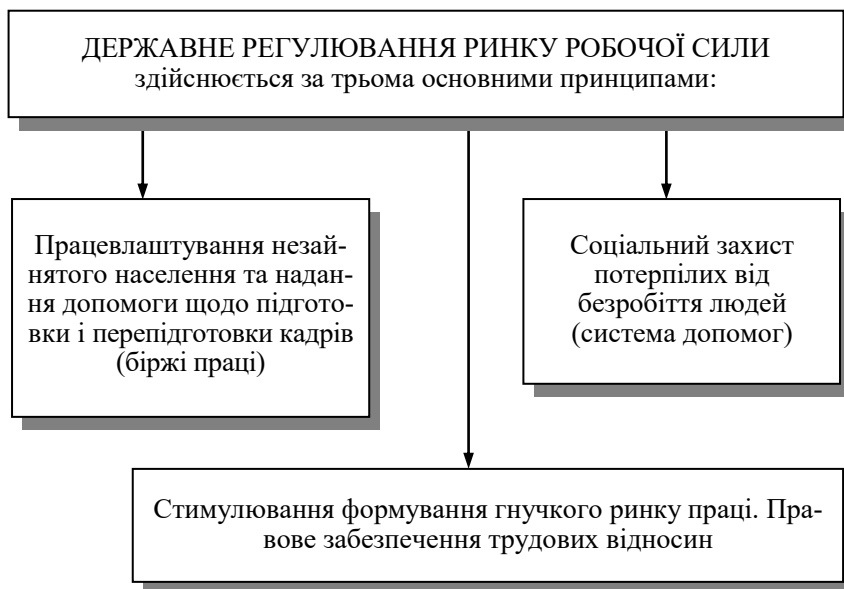 ДЕРЖАВНЕ РЕГУЛЮВАННЯ РИНКУ РОБОЧОЇ СИЛИ
здійснюється за трьома основними принципами:
Працевлаштування незай-
нятого населення та надан-
ня допомоги щодо підгото-
вки і перепідготовки кадрів
(біржі праці)
Соціальний захист
потерпілих від
безробіття людей
(система допомог)
Стимулювання формування гнучкого ринку праці. Пра-
вове забезпечення трудових відносин